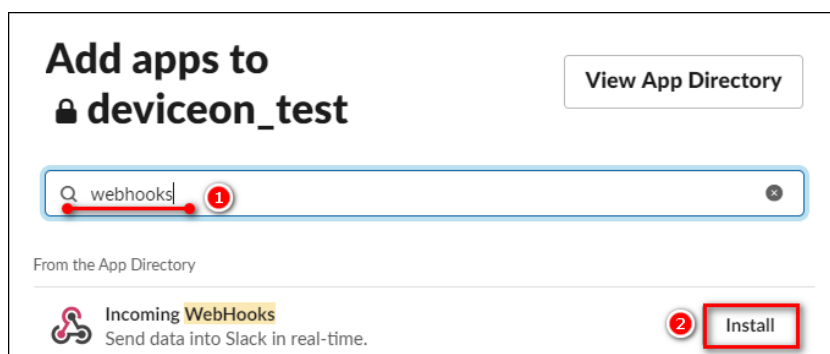 Add apps to
deviceon_test
View App Directory
webhooks
1
From the App Directory
Incoming WebHooks
Send data into Slack in real-time.
2
Install